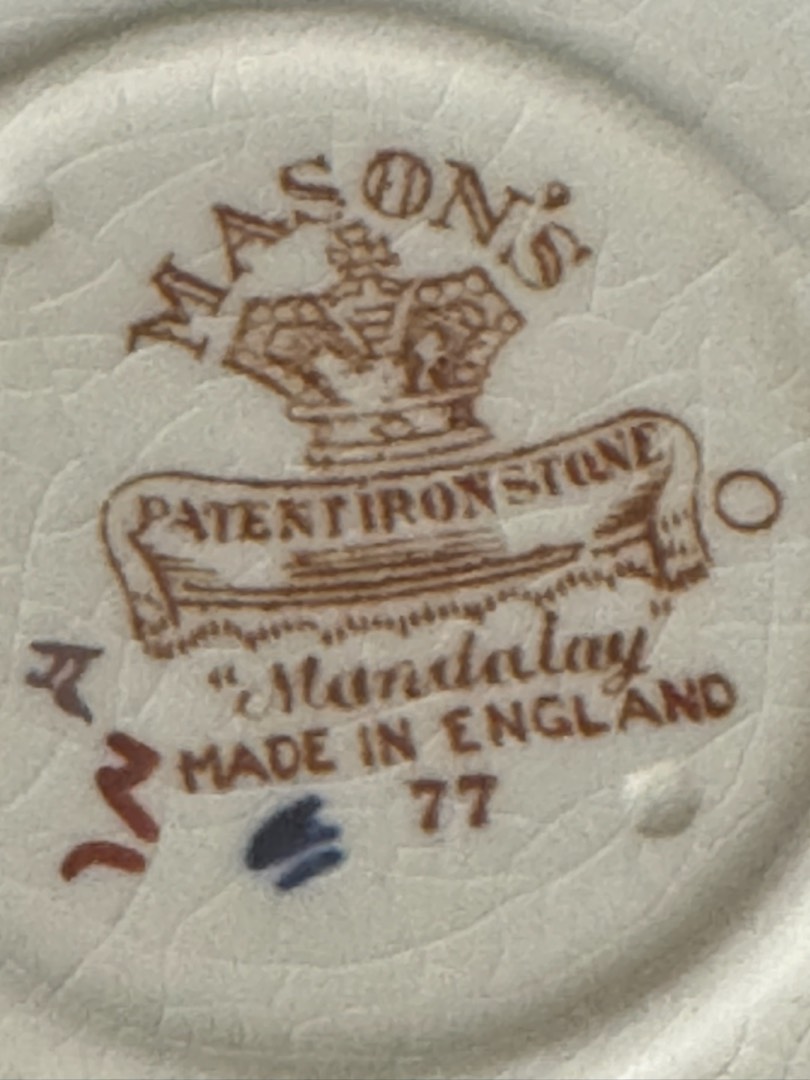 MASON'S
PATENT IRONSTONE
"Mandalay"
MADE IN ENGLAND
77